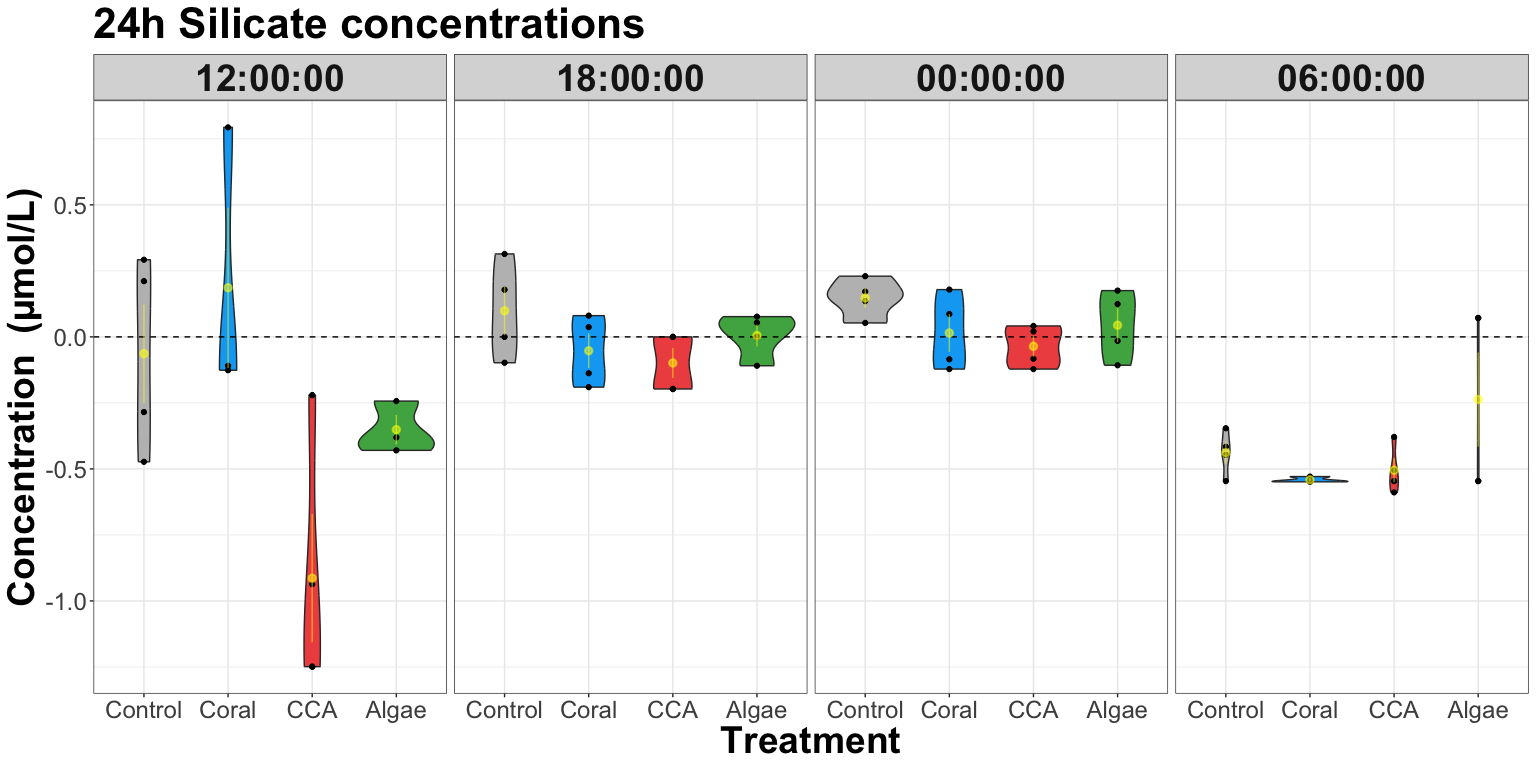 24h Silicate concentrations
12:00:00 18:00:00 00:00:00 06:00:00
Concentration (µmol/L)
0.5
0.0
-0.5
-1.0
Control Coral CCA Algae Control Coral CCA Algae Control Coral CCA Algae Control Coral CCA Algae
Treatment